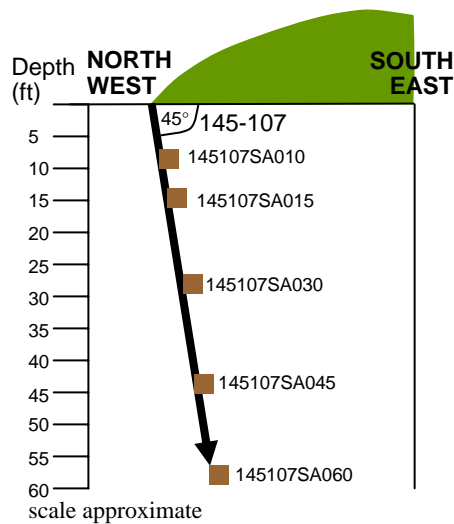 Depth
(ft)
NORTH
WEST
SOUTH
EAST
45° 145-107
5
10
15
20
25
30
35
40
45
50
55
60
145107SA010
145107SA015
145107SA030
145107SA045
145107SA060
scale approximate